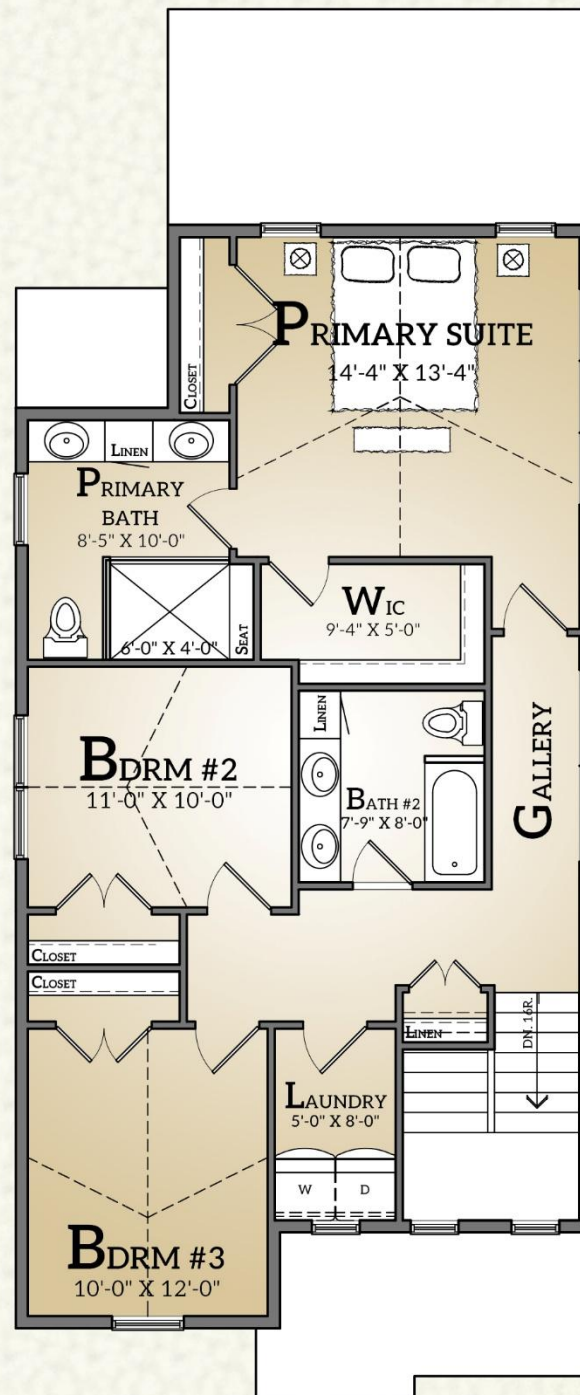 PRIMARY SUITE
14'-4" X 13'-4"
CLOSET
LINEN
PRIMARY
BATH
8'-5" X 10'-0"
6'-0" X 4'-0"
SEAT
WIC
9'-4" X 5'-0"
LINEN
BDRM #2
11'-0" X 10'-0"
BATH #2
7'-9" X 8'-0"
GALLERY
CLOSET
CLOSET
LINEN
DN. 16R.
LAUNDRY
5'-0" X 8'-0"
W
D
BDRM #3
10'-0" X 12'-0"